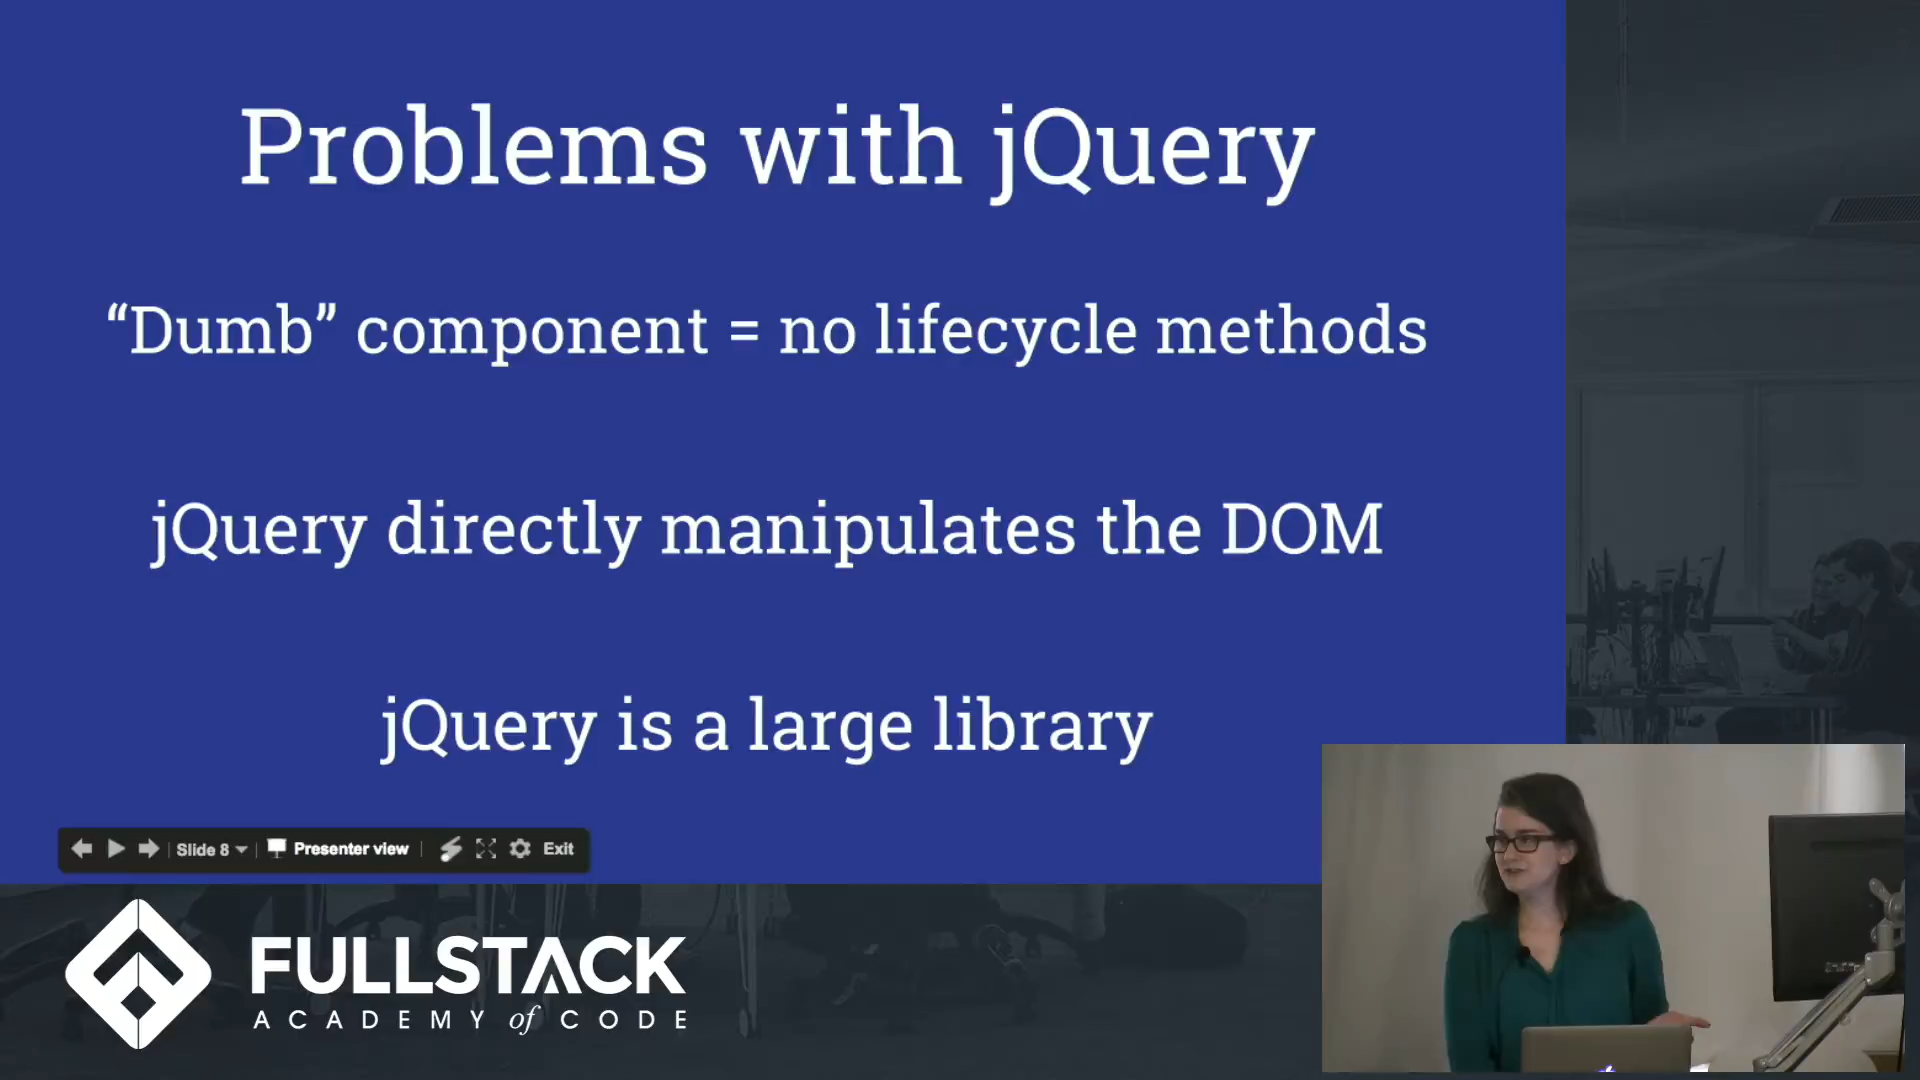 Problems with jQuery
“Dumb” component = no lifecycle methods
jQuery directly manipulates the DOM
jQuery is a large library
Slide 8 Presenter view Exit
FULLSTACK
ACADEMY of CODE